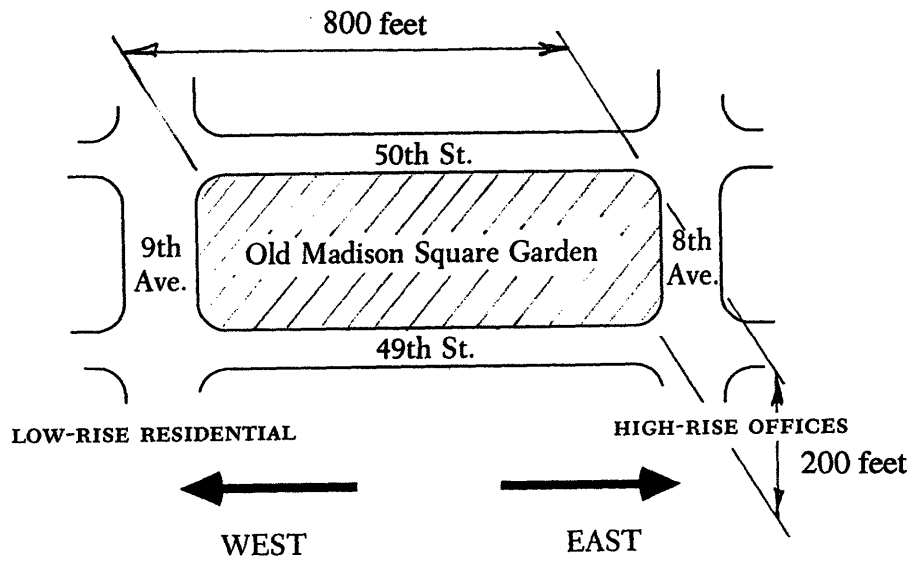 800 feet
50th St.
9th
Ave.
Old Madison Square Garden
8th
Ave.
49th St.
LOW-RISE RESIDENTIAL
HIGH-RISE OFFICES
200 feet
WEST
EAST